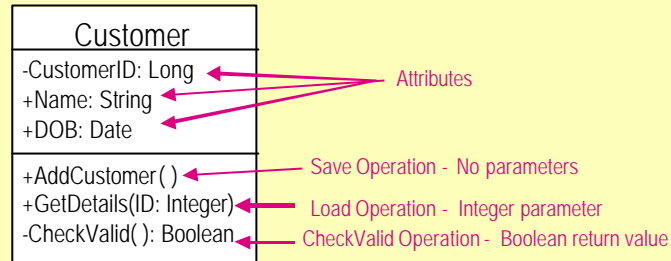 Customer
-CustomerID: Long
+Name: String
+DOB: Date
Attributes
+AddCustomer( )
Save Operation - No parameters
+GetDetails(ID: Integer)
Load Operation - Integer parameter
-CheckValid( ): Boolean
CheckValid Operation - Boolean return value